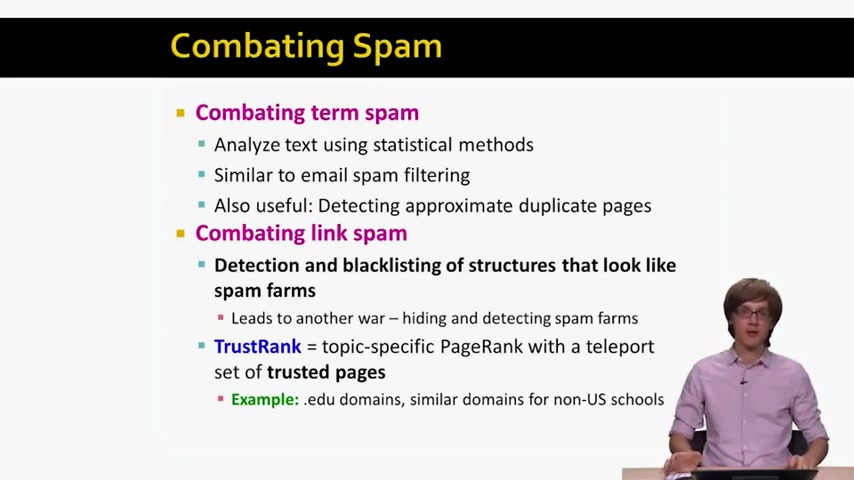 Combating Spam
Combating term spam
Analyze text using statistical methods
Similar to email spam filtering
Also useful: Detecting approximate duplicate pages
Combating link spam
Detection and blacklisting of structures that look like
spam farms
Leads to another war – hiding and detecting spam farms
TrustRank = topic-specific PageRank with a teleport
set of trusted pages
Example: .edu domains, similar domains for non-US schools